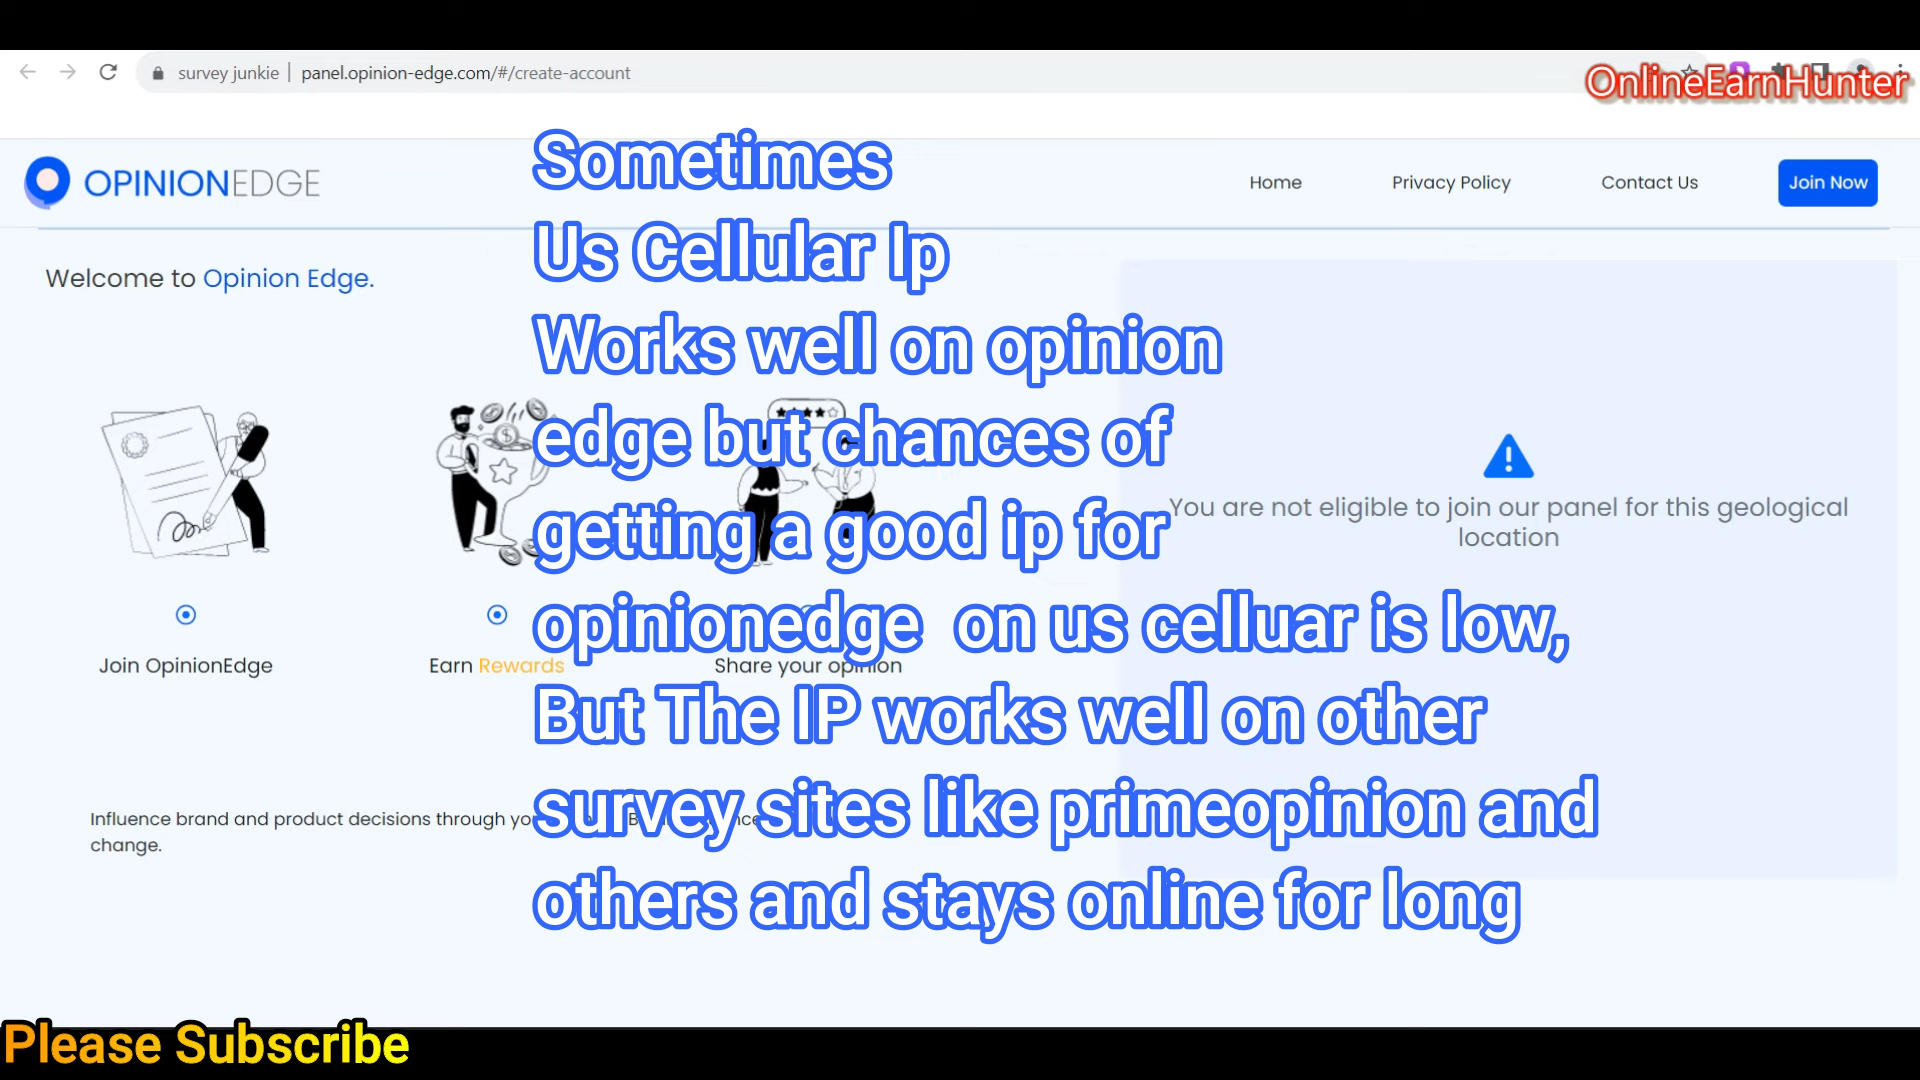 survey junkie | panel.opinion-edge.com/#/create-account
OnlineEarnHunter
OPINIONEDGE
Home
Privacy Policy
Contact Us
Join Now
Welcome to Opinion Edge.
Sometimes
Us Cellular Ip
Works well on opinion
edge but chances of
getting a good ip for
opinionedge on us celluar is low,
But The IP works well on other
survey sites like primeopinion and
others and stays online for long
You are not eligible to join our panel for this geological
location
Join OpinionEdge
Earn Rewards
Share your opinion
Influence brand and product decisions through
change.
Please Subscribe